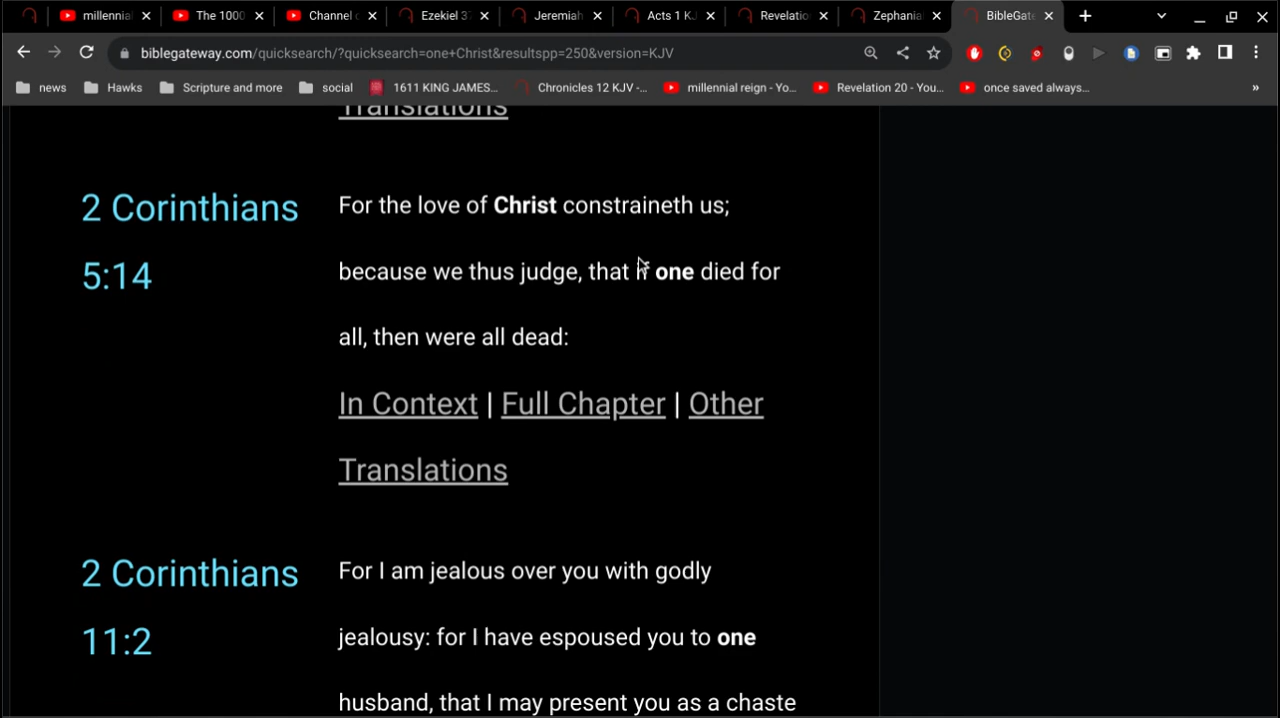 millennia
The 1000
Channel o
Ezekiel 37
Jeremiah
Acts 1 KJ
Revelatio
Zephania
BibleGate
biblegateway.com/quicksearch/?quicksearch=one+Christ&resultspp=250&version=KJV
news
Hawks
Scripture and more
social
1611 KING JAMES...
Chronicles 12 KJV -...
millennial reign - Yo...
Revelation 20 - You...
once saved always...
»
Translations
2 Corinthians
5:14
For the love of Christ constraineth us;
because we thus judge, that if one died for
all, then were all dead:
In Context | Full Chapter | Other
Translations
2 Corinthians
11:2
For I am jealous over you with godly
jealousy: for I have espoused you to one
husband, that I may present you as a chaste